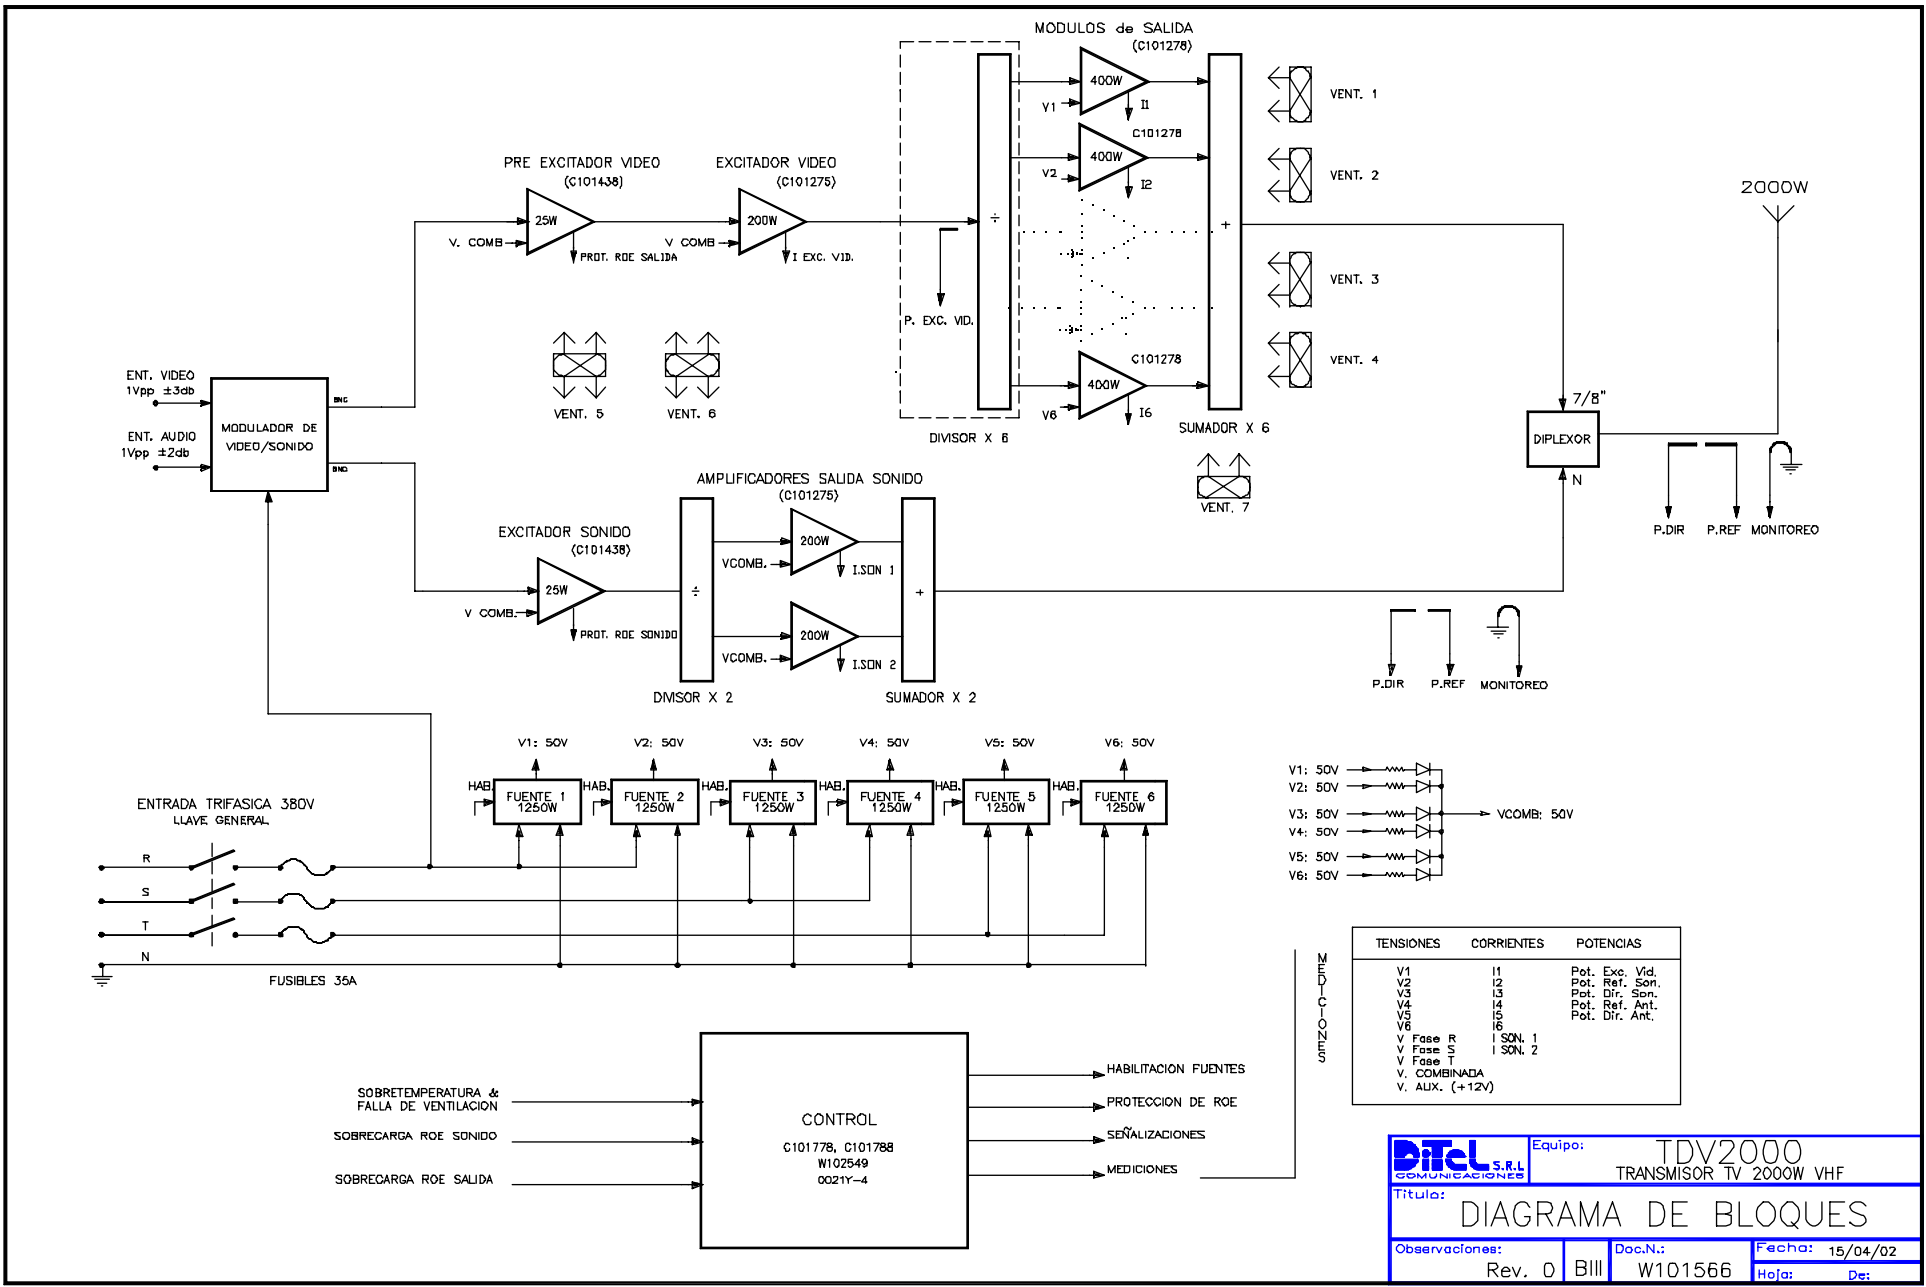 MODULOS de SALIDA
(C101278)
400W
V1
I1
C101278
400W
V2
I2
C101278
400W
V6
I6
÷
+
DIVISOR X 6
SUMADOR X 6
P. EXC. VID.
VENT. 1
VENT. 2
VENT. 3
VENT. 4
2000W
PRE EXCITADOR VIDEO
(C101438)
25W
V. COMB
PROT. ROE SALIDA
EXCITADOR VIDEO
(C101275)
200W
V COMB
I EXC. VID.
VENT. 5
VENT. 6
VENT. 7
ENT. VIDEO
1Vpp ±3db
ENT. AUDIO
1Vpp ±2db
MODULADOR DE
VIDEO/SONIDO
BNC
BNC
7/8"
DIPLEXOR
N
P.DIR
P.REF
MONITOREO
AMPLIFICADORES SALIDA SONIDO
(C101275)
EXCITADOR SONIDO
(C101438)
25W
V COMB.
PROT. ROE SONIDO
÷
200W
VCOMB.
I.SON 1
200W
VCOMB.
I.SON 2
+
DIVISOR X 2
SUMADOR X 2
P.DIR
P.REF
MONITOREO
V1: 50V
V2: 50V
V3: 50V
V4: 50V
V5: 50V
V6: 50V
HAB.
FUENTE 1
1250W
HAB.
FUENTE 2
1250W
HAB.
FUENTE 3
1250W
HAB.
FUENTE 4
1250W
HAB.
FUENTE 5
1250W
HAB.
FUENTE 6
1250W
V1: 50V
V2: 50V
V3: 50V
V4: 50V
V5: 50V
V6: 50V
VCOMB: 50V
ENTRADA TRIFASICA 380V
LLAVE GENERAL
R
S
T
N
FUSIBLES 35A
MEDICIONES
TENSIONES CORRIENTES POTENCIAS
V1 I1 Pot. Exc. Vid.
V2 I2 Pot. Ref. Son.
V3 I3 Pot. Dir. Son.
V4 I4 Pot. Ref. Ant.
V5 I5 Pot. Dir. Ant.
V6 I6
V Fase R I SON. 1
V Fase S I SON. 2
V Fase T
V. COMBINADA
V. AUX. (+12V)
SOBRETEMPERATURA &
FALLA DE VENTILACION
SOBRECARGA ROE SONIDO
SOBRECARGA ROE SALIDA
CONTROL
C101778, C101788
W102549
0021Y-4
HABILITACION FUENTES
PROTECCION DE ROE
SEÑALIZACIONES
MEDICIONES
DiTeL S.R.L
COMUNICACIONES
Equipo: TDV2000
TRANSMISOR TV 2000W VHF
Titulo:
DIAGRAMA DE BLOQUES
Observaciones:
Rev. 0
BIII
Doc.N.:
W101566
Fecha: 15/04/02
Hoja: De: